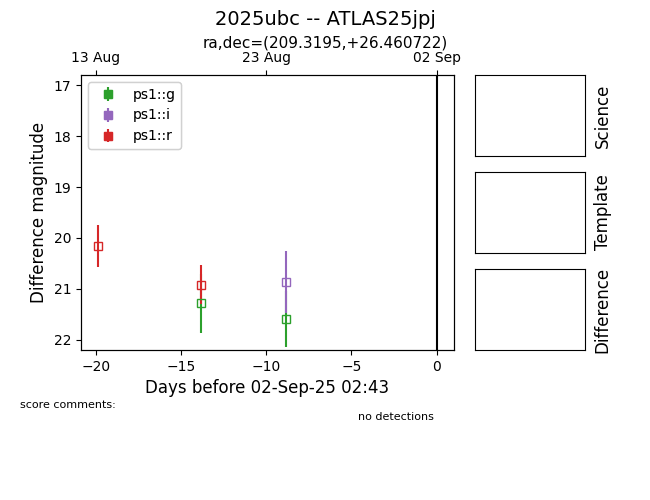 2025ubc -- ATLAS25jpj
ra,dec=(209.3195,+26.460722)
13 Aug
23 Aug
02 Sep
ps1::g
ps1::i
ps1::r
17
18
19
20
21
22
Difference magnitude
−20
−15
−10
−5
0
Days before 02-Sep-25 02:43
Science
Template
Difference
score comments:
no detections